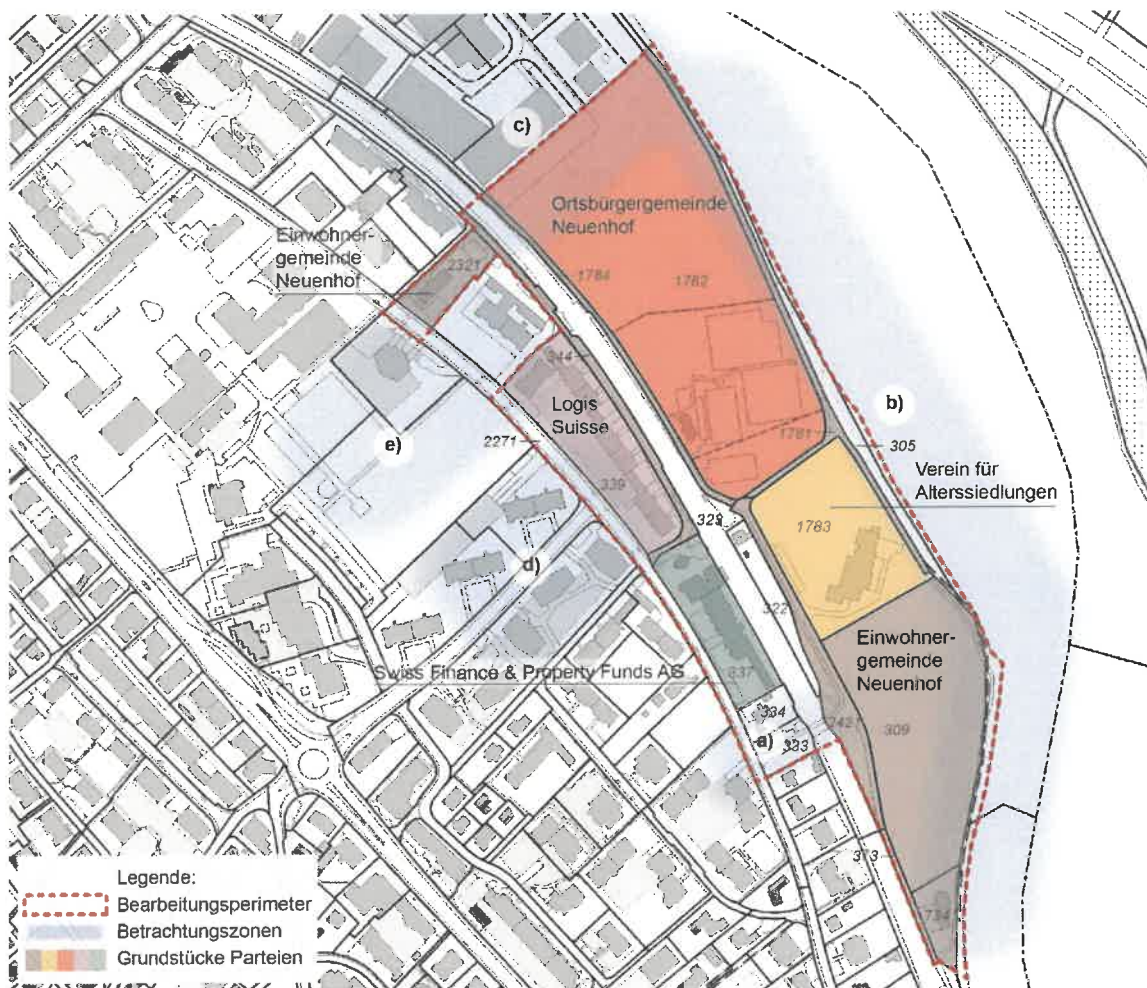 c)
Ortsbürgergemeinde
Neuenhof
Einwohner-
gemeinde
Neuenhof
2321
1784
1782
344
Logis
Suisse
b)
e)
2271
1781
305
Verein für
Alterssiedlungen
339
323
1783
d)
322
Einwohner-
gemeinde
Neuenhof
Swiss Finance & Property Funds AG
837
334
a)
333
2421
309
313
734
Legende:
Bearbeitungsperimeter
Betrachtungszonen
Grundstücke Parteien